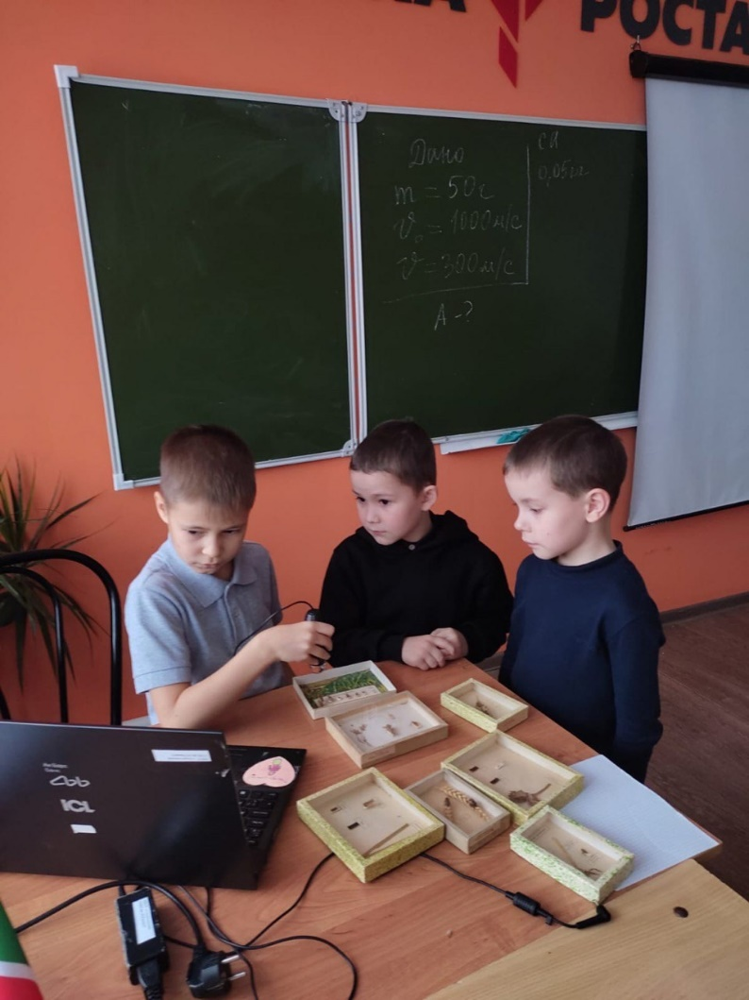 РОСТА
Дано
m = 50г
v₀ = 1000м/с
v = 300м/с
А - ?
СИ
0,05кг
ICL